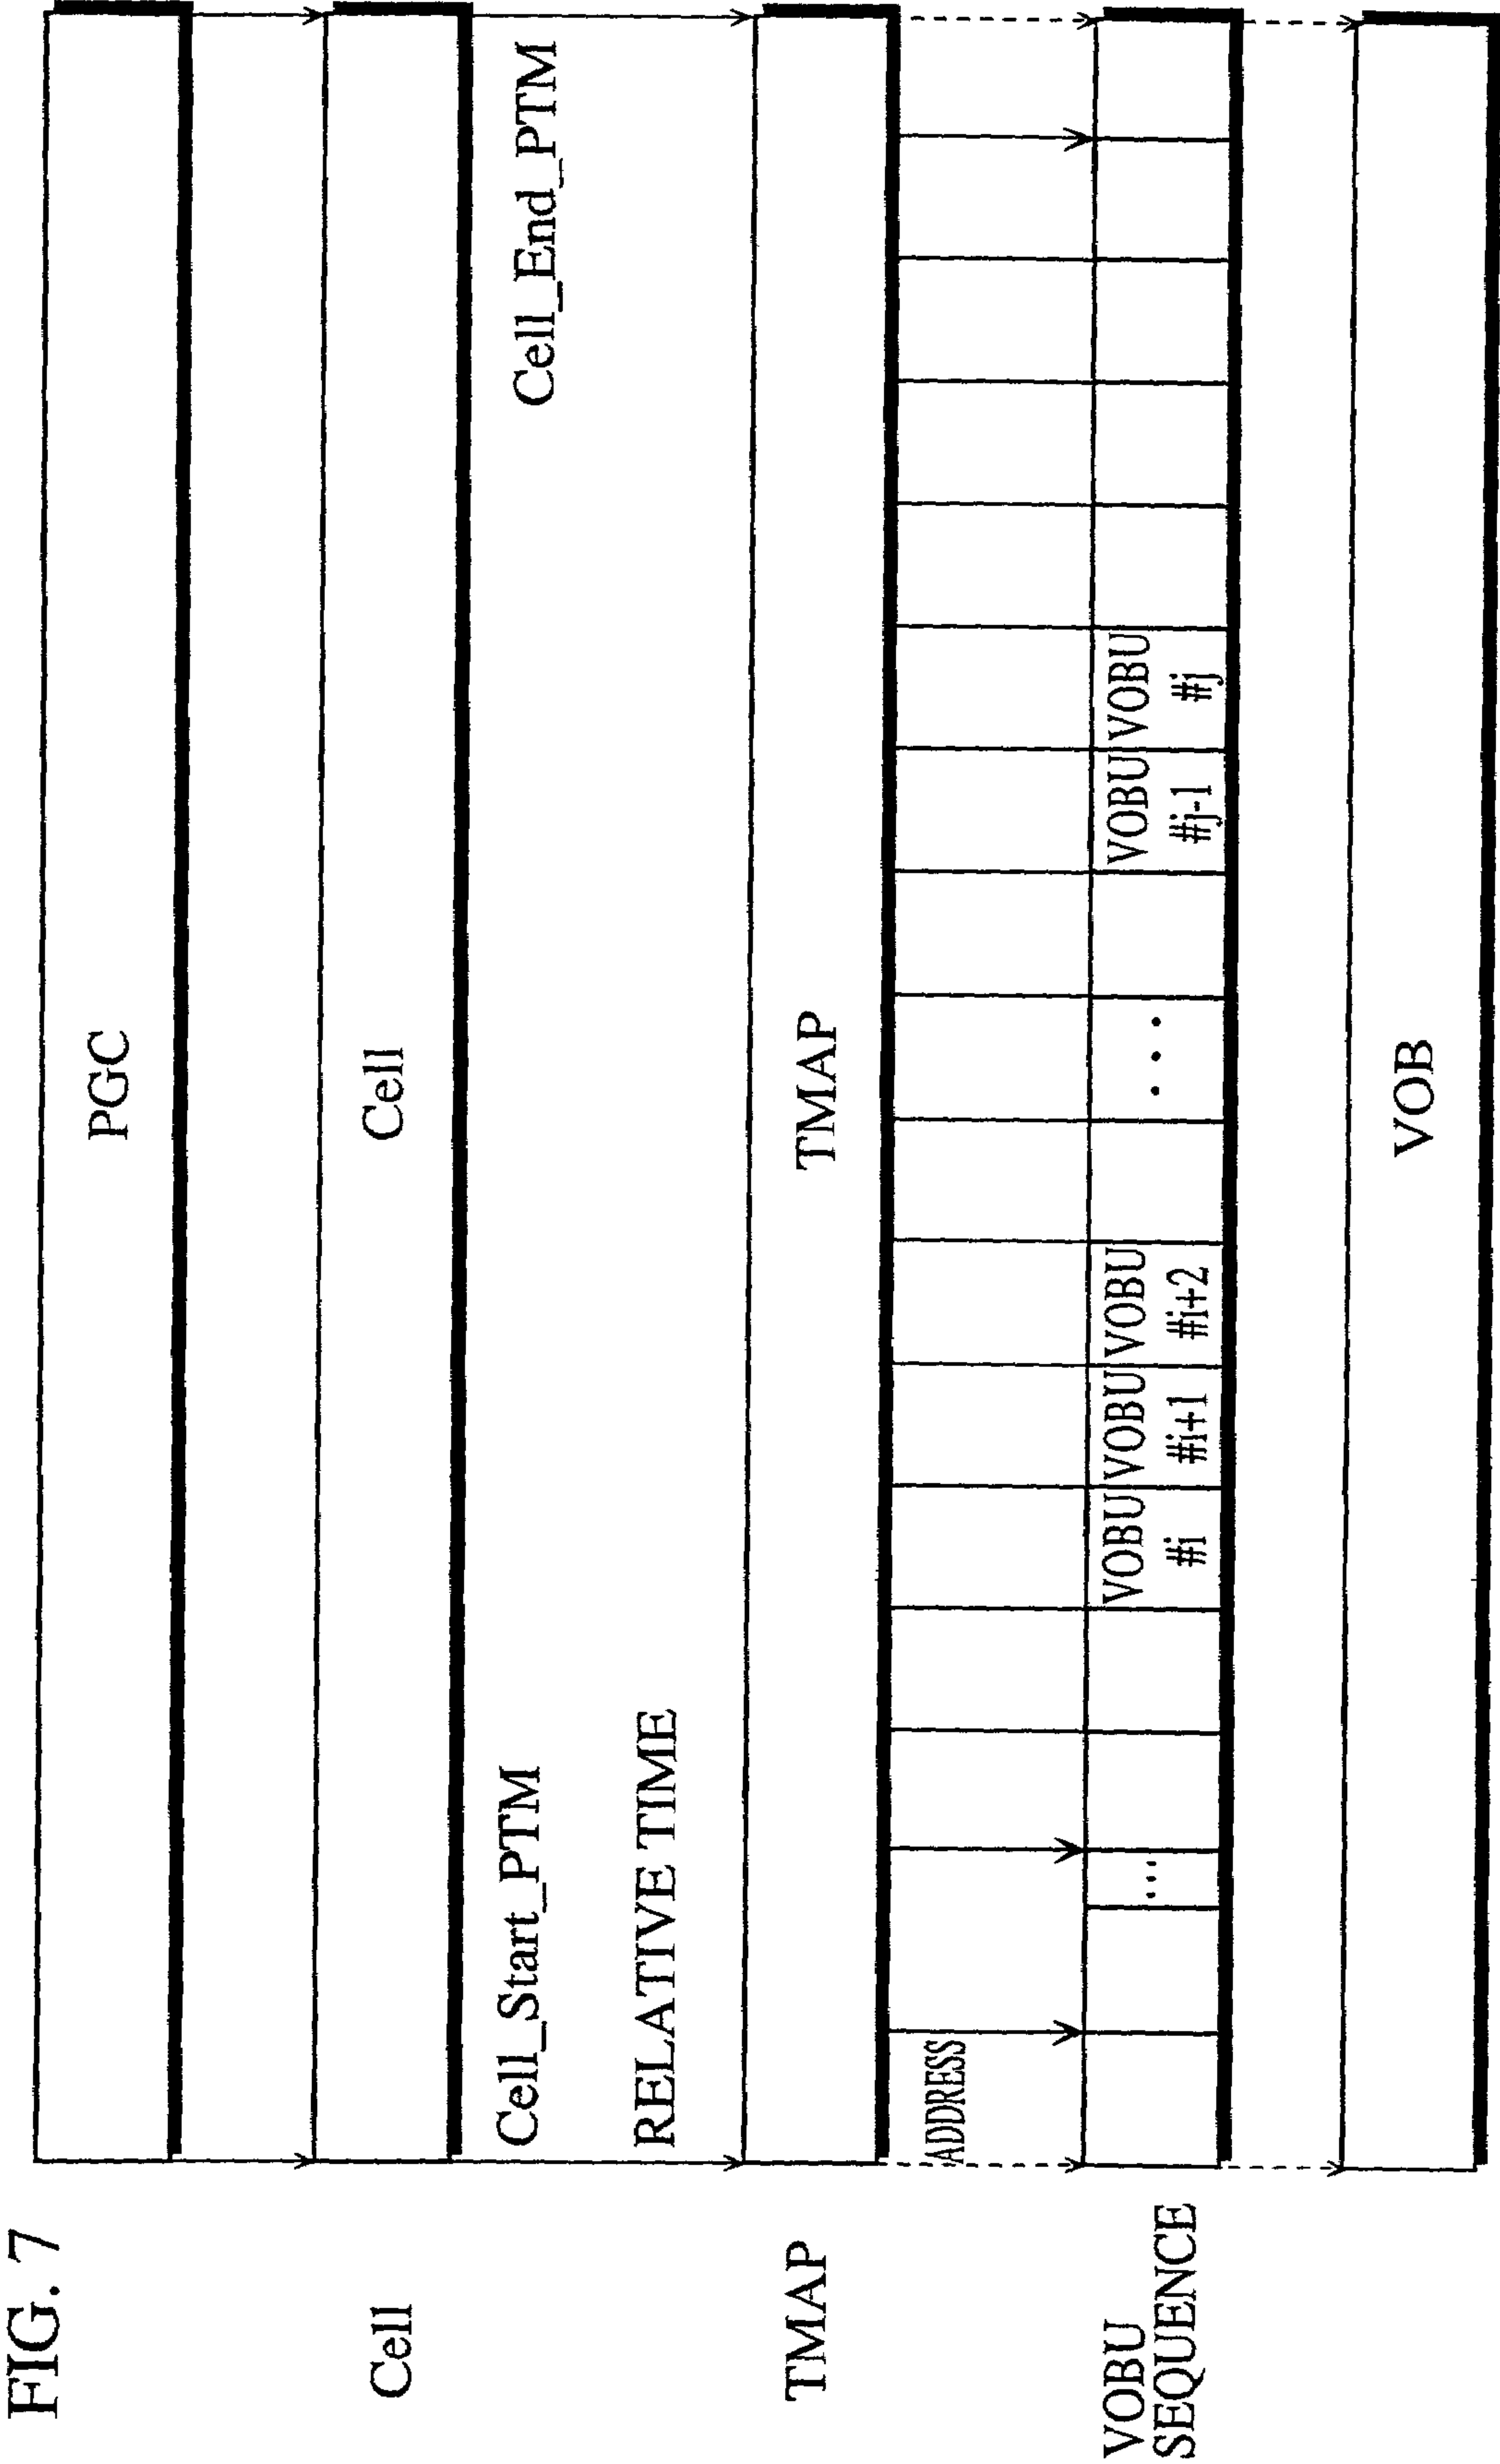 FIG. 7
PGC
Cell
Cell
Cell_Start_PTM
Cell_End_PTM
RELATIVE TIME
TMAP
TMAP
ADDRESS
VOBU
SEQUENCE
...
VOBU
#i
VOBU
#i+1
VOBU
#i+2
...
VOBU
#j-1
VOBU
#j
VOB